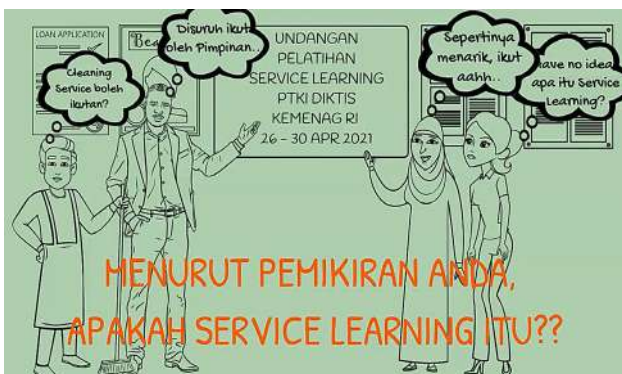 LOAN APPLICATION
Bea
Cleaning
Service boleh
ikutan?
Disuruh ikut
oleh Pimpinan..
UNDANGAN
PELATIHAN
SERVICE LEARNING
PTKI DIKTIS
KEMENAG RI
26 - 30 APR 2021
Sepertinya
menarik, ikut
aahh..
ave no idea
apa itu Service
Learning?
MENURUT PEMIKIRAN ANDA,
APAKAH SERVICE LEARNING ITU??